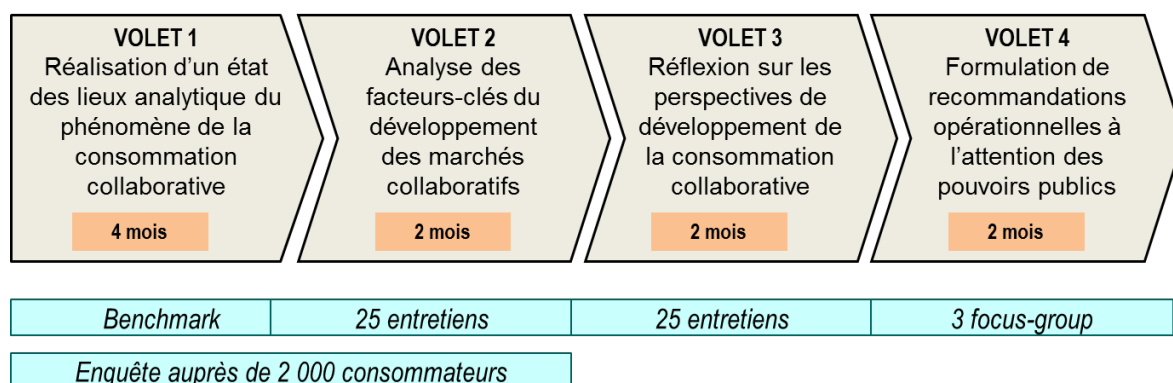 VOLET 1
Réalisation d'un état
des lieux analytique du
phénomène de la
consommation
collaborative
4 mois
VOLET 2
Analyse des
facteurs-clés du
développement
des marchés
collaboratifs
2 mois
VOLET 3
Réflexion sur les
perspectives de
développement de
la consommation
collaborative
2 mois
VOLET 4
Formulation de
recommandations
opérationnelles à
l'attention des
pouvoirs publics
2 mois
Benchmark
25 entretiens
25 entretiens
3 focus-group
Enquête auprès de 2 000 consommateurs